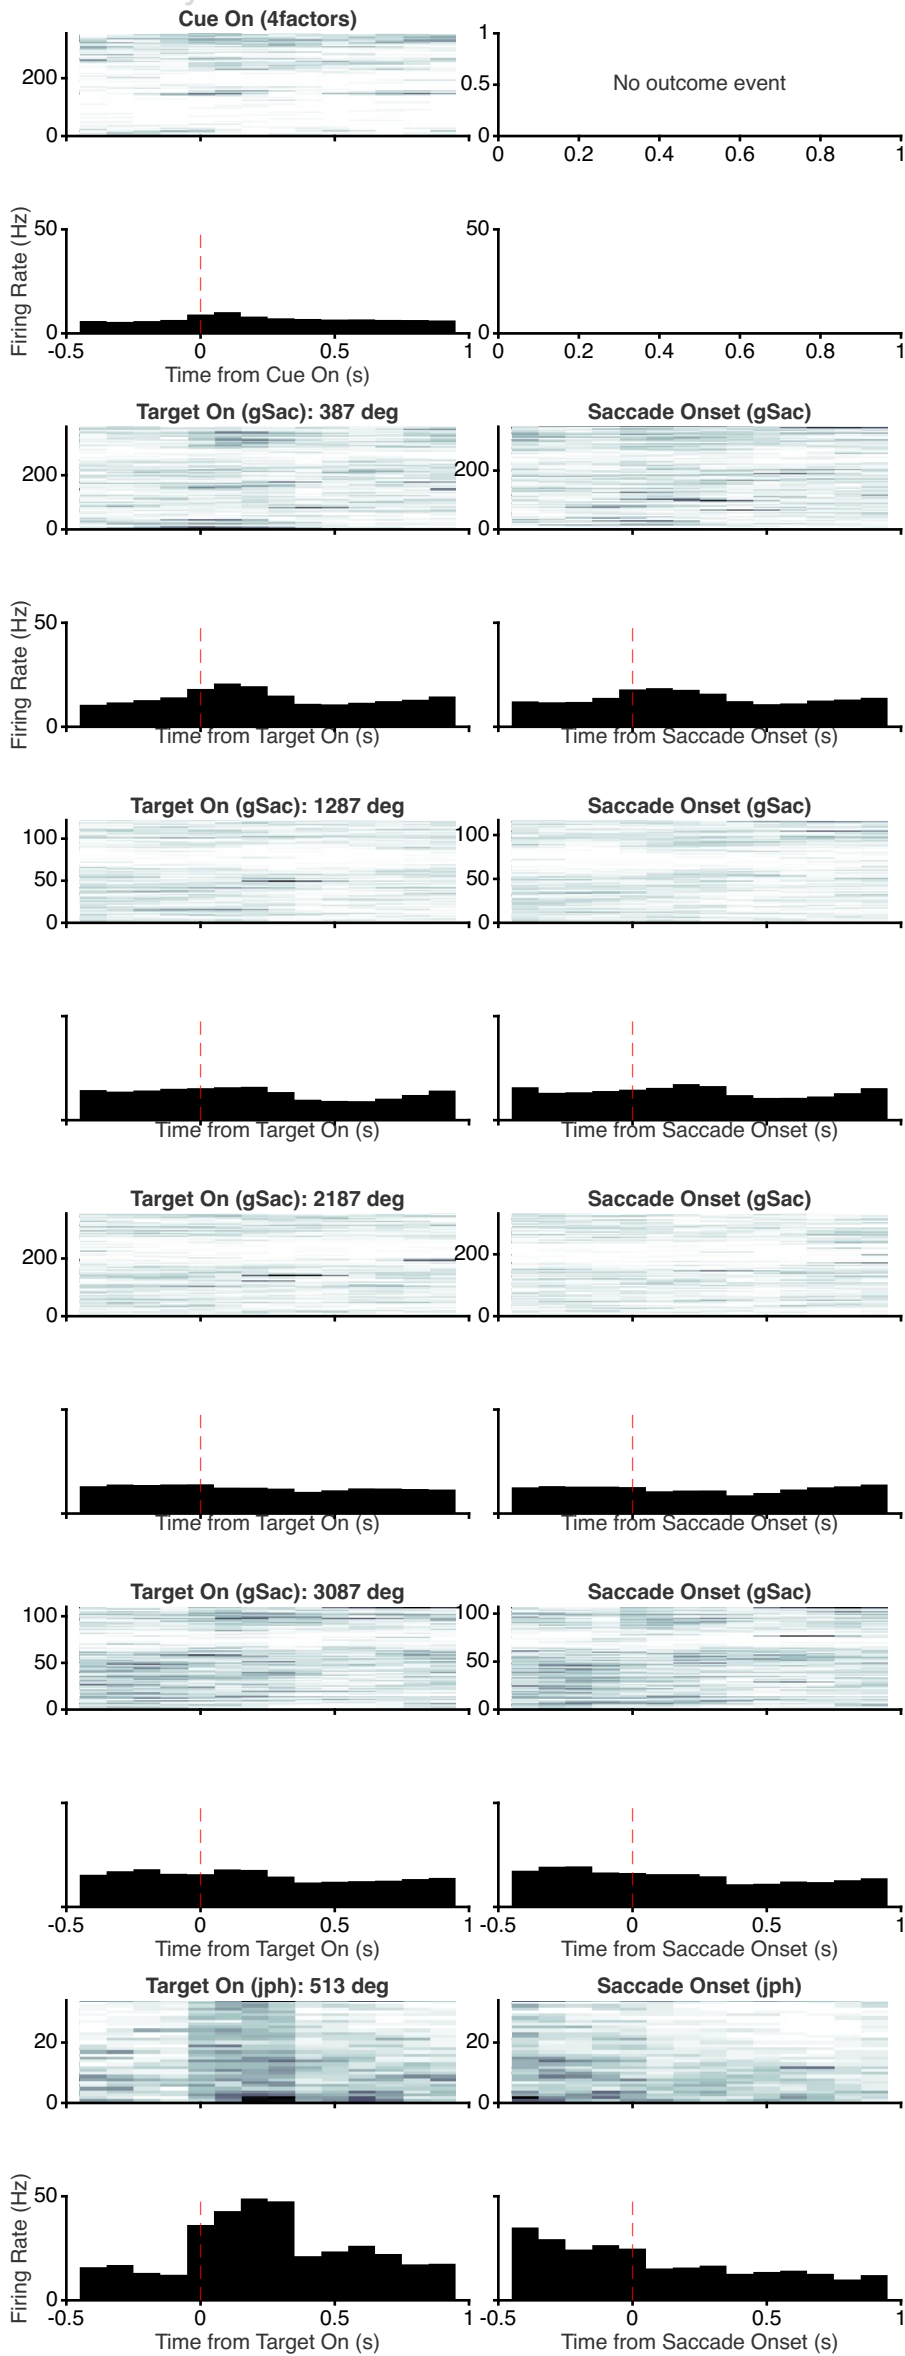 Cue On (4factors)
200
0
1
0.5
0
No outcome event
0 0.2 0.4 0.6 0.8 1
Firing Rate (Hz)
50
0
-0.5 0 0.5 1
Time from Cue On (s)
50
0
0 0.2 0.4 0.6 0.8 1
Target On (gSac): 387 deg
200
0
Saccade Onset (gSac)
200
0
Firing Rate (Hz)
50
0
Time from Target On (s)
Time from Saccade Onset (s)
Target On (gSac): 1287 deg
100
50
0
Saccade Onset (gSac)
100
50
0
Time from Target On (s)
Time from Saccade Onset (s)
Target On (gSac): 2187 deg
200
0
Saccade Onset (gSac)
200
0
Time from Target On (s)
Time from Saccade Onset (s)
Target On (gSac): 3087 deg
100
50
0
Saccade Onset (gSac)
100
50
0
-0.5 0 0.5 1
Time from Target On (s)
-0.5 0 0.5 1
Time from Saccade Onset (s)
Target On (jph): 513 deg
20
0
Saccade Onset (jph)
20
0
Firing Rate (Hz)
50
0
-0.5 0 0.5 1
Time from Target On (s)
-0.5 0 0.5 1
Time from Saccade Onset (s)